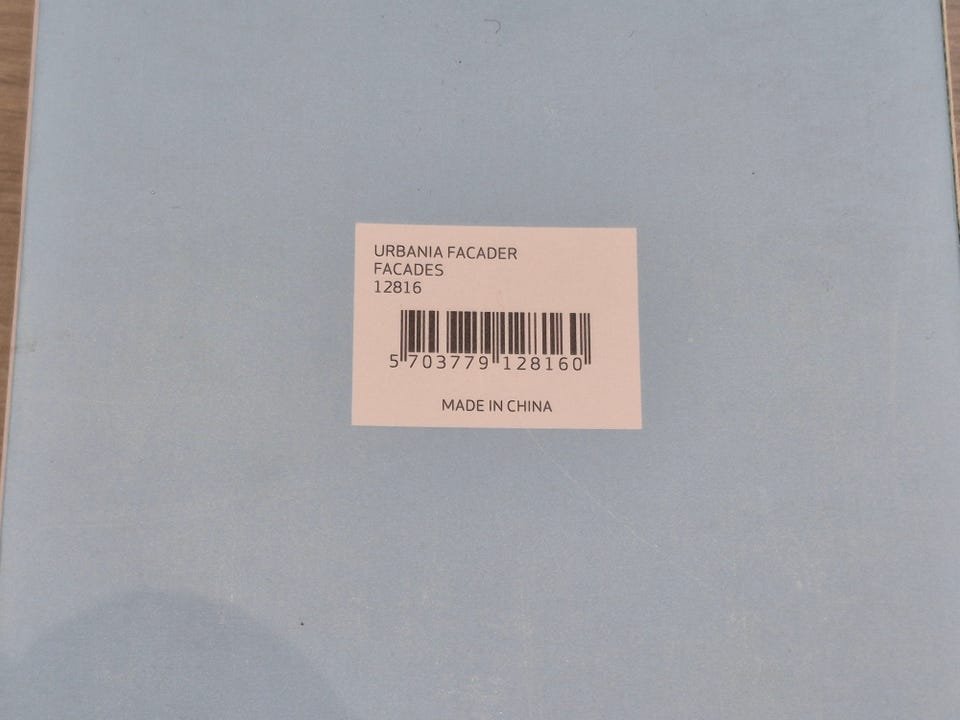 URBANIA FACADER
FACADES
12816
5 703779 128160
MADE IN CHINA